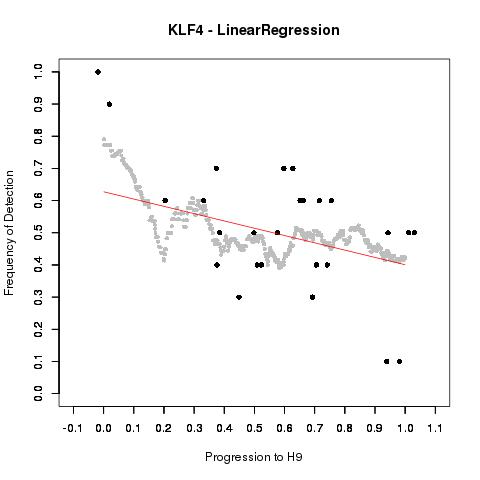 KLF4 - LinearRegression
Frequency of Detection
1.0
0.9
0.8
0.7
0.6
0.5
0.4
0.3
0.2
0.1
0.0
-0.1 0.0 0.1 0.2 0.3 0.4 0.5 0.6 0.7 0.8 0.9 1.0 1.1
Progression to H9